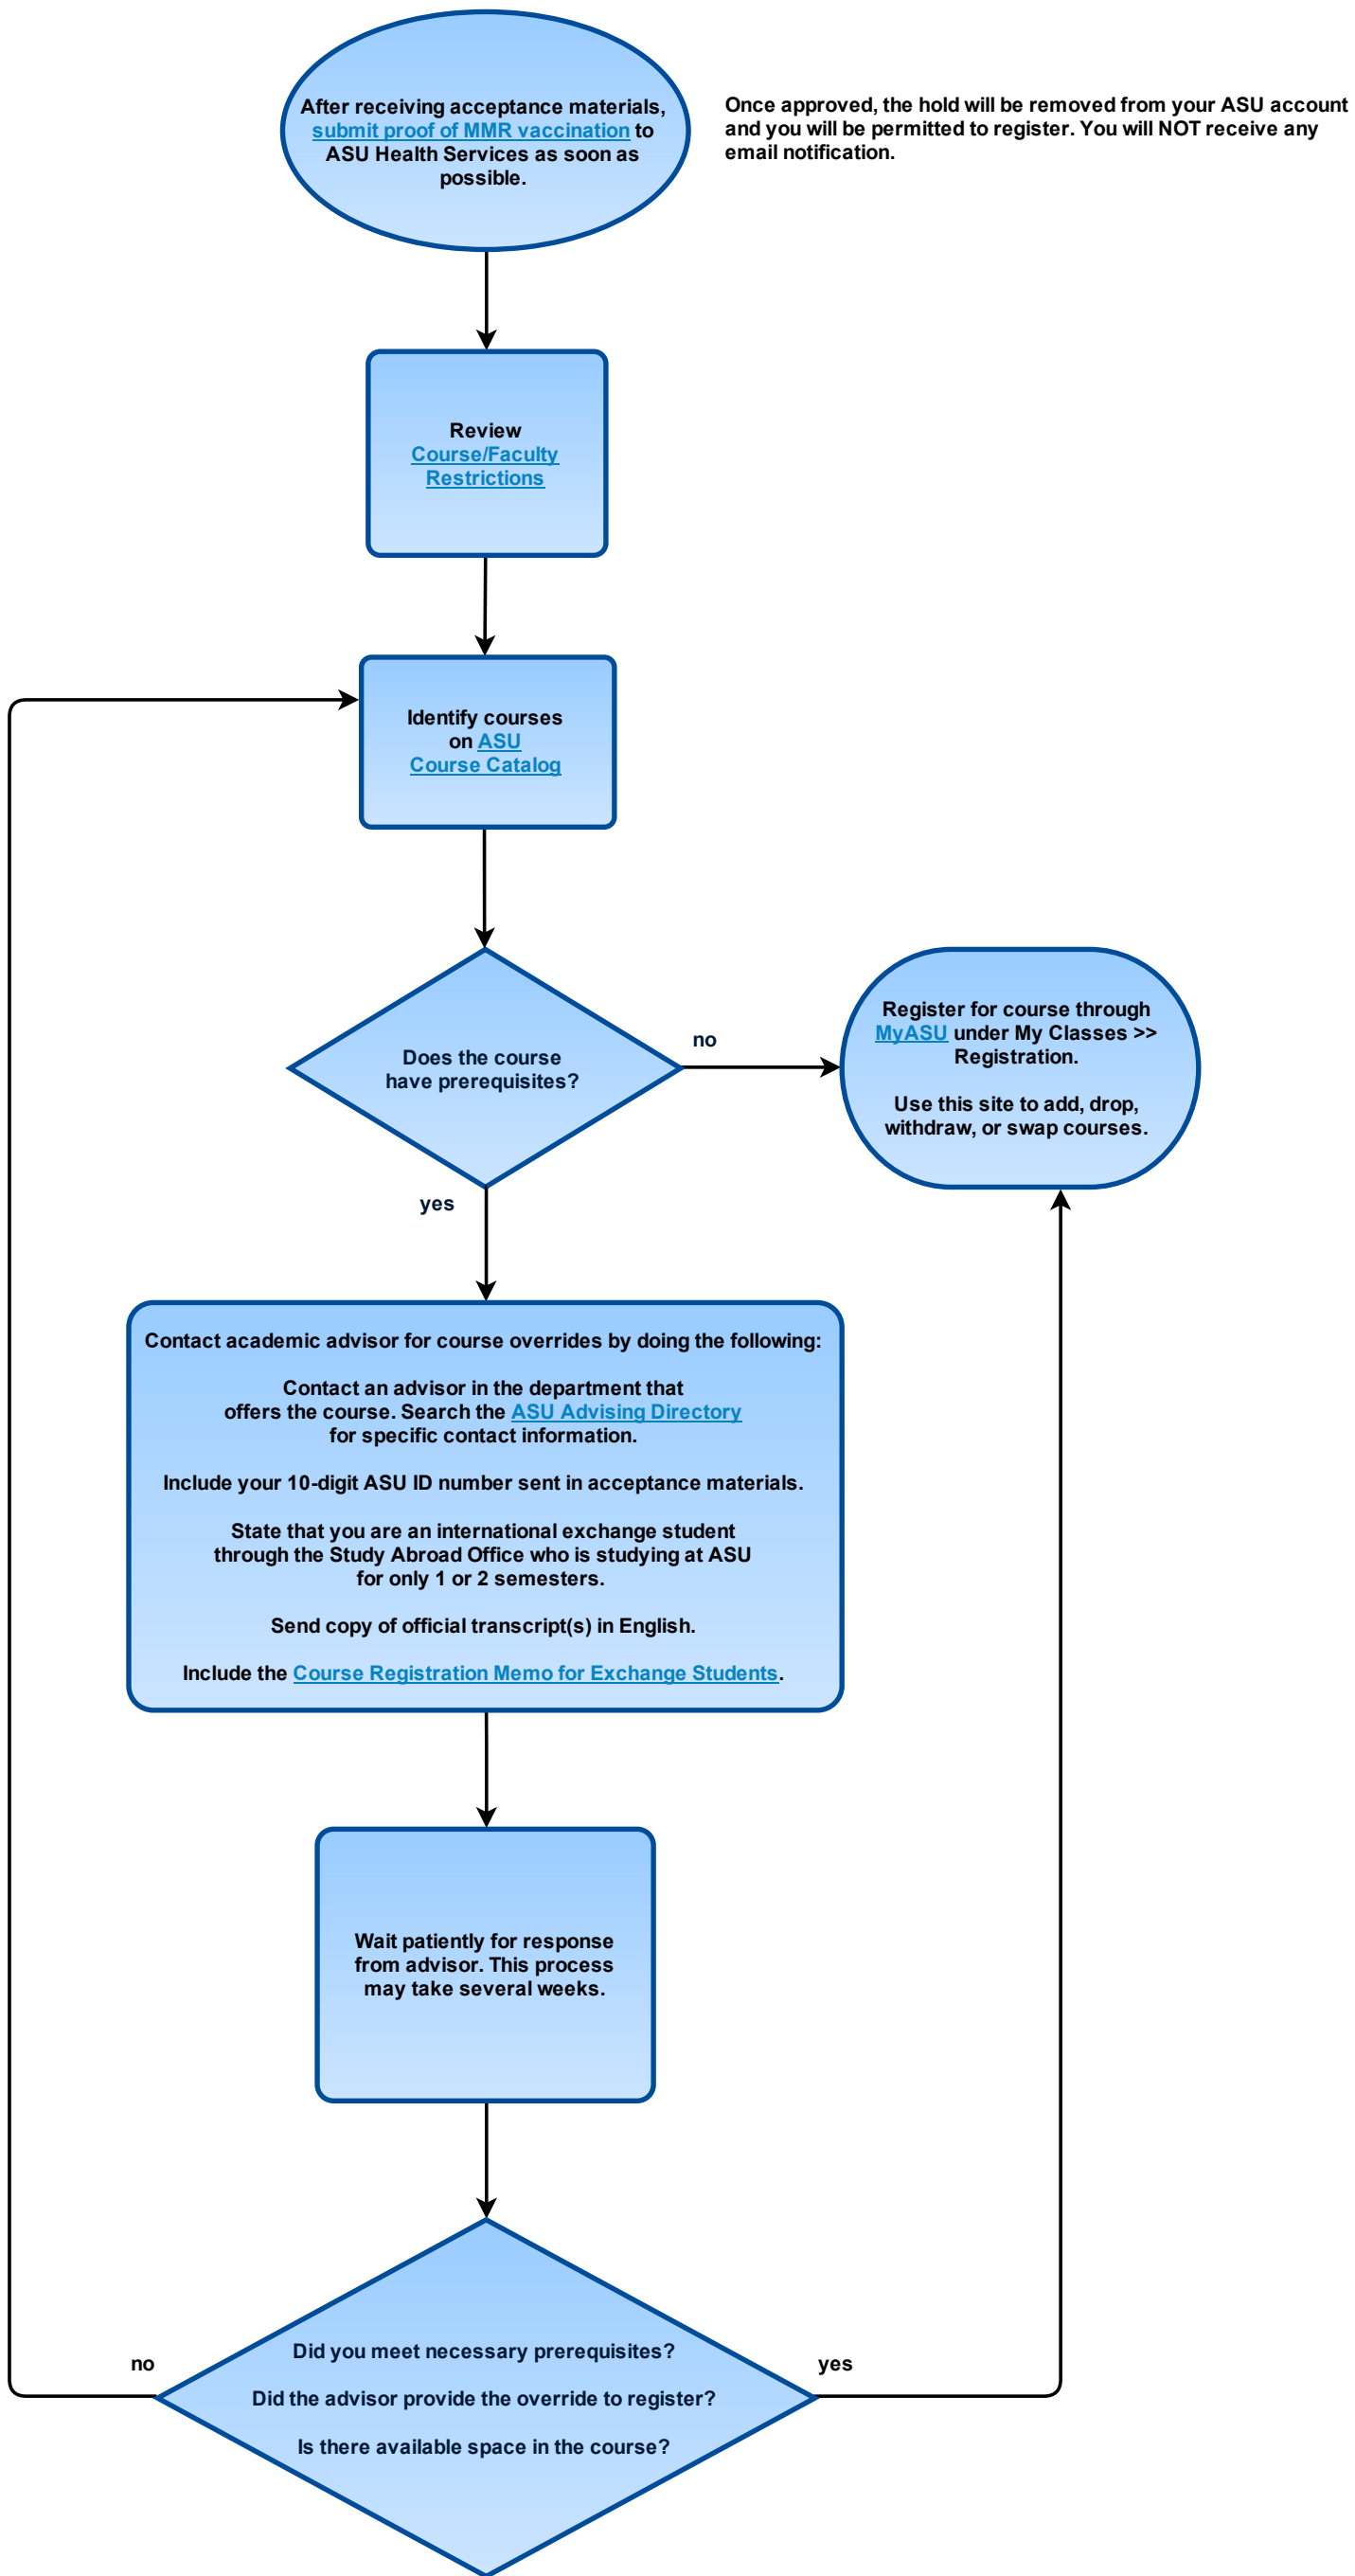 After receiving acceptance materials,
submit proof of MMR vaccination to
ASU Health Services as soon as
possible.
Once approved, the hold will be removed from your ASU account
and you will be permitted to register. You will NOT receive any
email notification.
Review
Course/Faculty
Restrictions
Identify courses
on ASU
Course Catalog
Does the course
have prerequisites?
no
Register for course through
MyASU under My Classes >>
Registration.
Use this site to add, drop,
withdraw, or swap courses.
yes
Contact academic advisor for course overrides by doing the following:
Contact an advisor in the department that
offers the course. Search the ASU Advising Directory
for specific contact information.
Include your 10-digit ASU ID number sent in acceptance materials.
State that you are an international exchange student
through the Study Abroad Office who is studying at ASU
for only 1 or 2 semesters.
Send copy of official transcript(s) in English.
Include the Course Registration Memo for Exchange Students.
Wait patiently for response
from advisor. This process
may take several weeks.
no
Did you meet necessary prerequisites?
Did the advisor provide the override to register?
Is there available space in the course?
yes